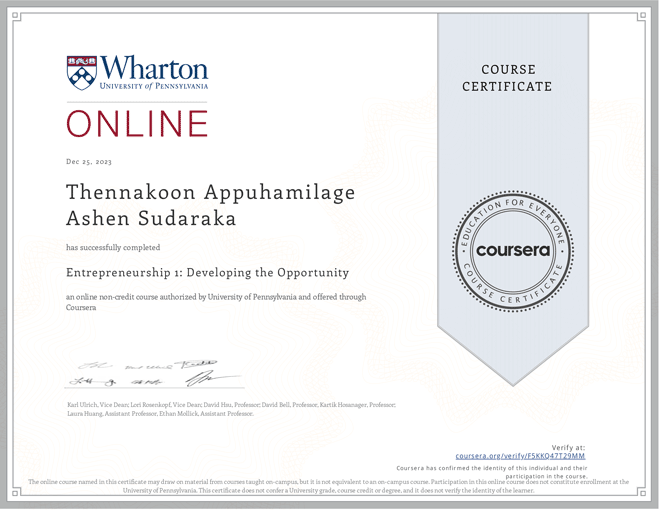 Wharton
UNIVERSITY OF PENNSYLVANIA
ONLINE
Dec 25, 2023
Thennakoon Appuhamilage
Ashen Sudaraka
has successfully completed
Entrepreneurship 1: Developing the Opportunity
an online non-credit course authorized by University of Pennsylvania and offered through
Coursera
Karl Ulrich, Vice Dean; Lori Rosenkopf, Vice Dean; David Hsu, Professor; David Bell, Professor, Kartik Hosanager, Professor;
Laura Huang, Assistant Professor, Ethan Mollick, Assistant Professor.
COURSE
CERTIFICATE
EDUCATION FOR EVERYONE
coursera
COURSE CERTIFICATE
Verify at:
coursera.org/verify/F5KKQ47T29MM
Coursera has confirmed the identity of this individual and their
participation in the course.
The online course named in this certificate may draw on material from courses taught on-campus, but it is not equivalent to an on-campus course. Participation in this online course does not constitute enrollment at the
University of Pennsylvania. This certificate does not confer a University grade, course credit or degree, and it does not verify the identity of the learner.